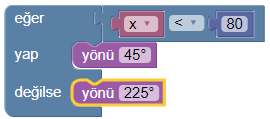 eğer x < 80
yap yönü 45°
değilse yönü 225°